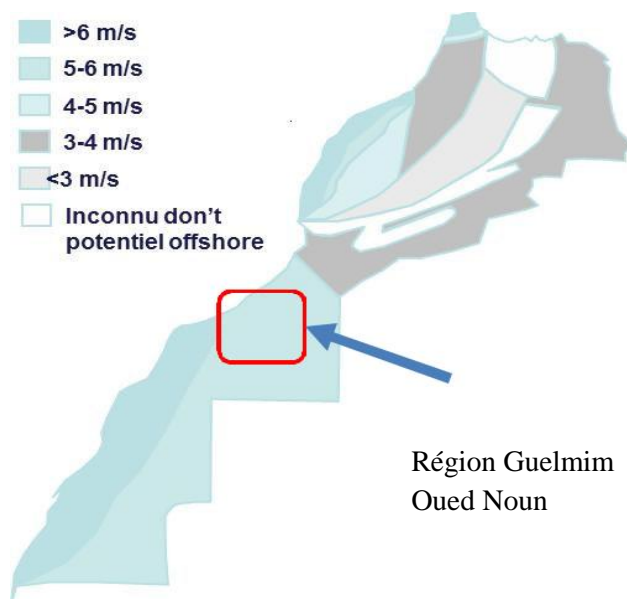 >6 m/s
5-6 m/s
4-5 m/s
3-4 m/s
<3 m/s
Inconnu don't
potentiel offshore
Région Guelmim
Oued Noun